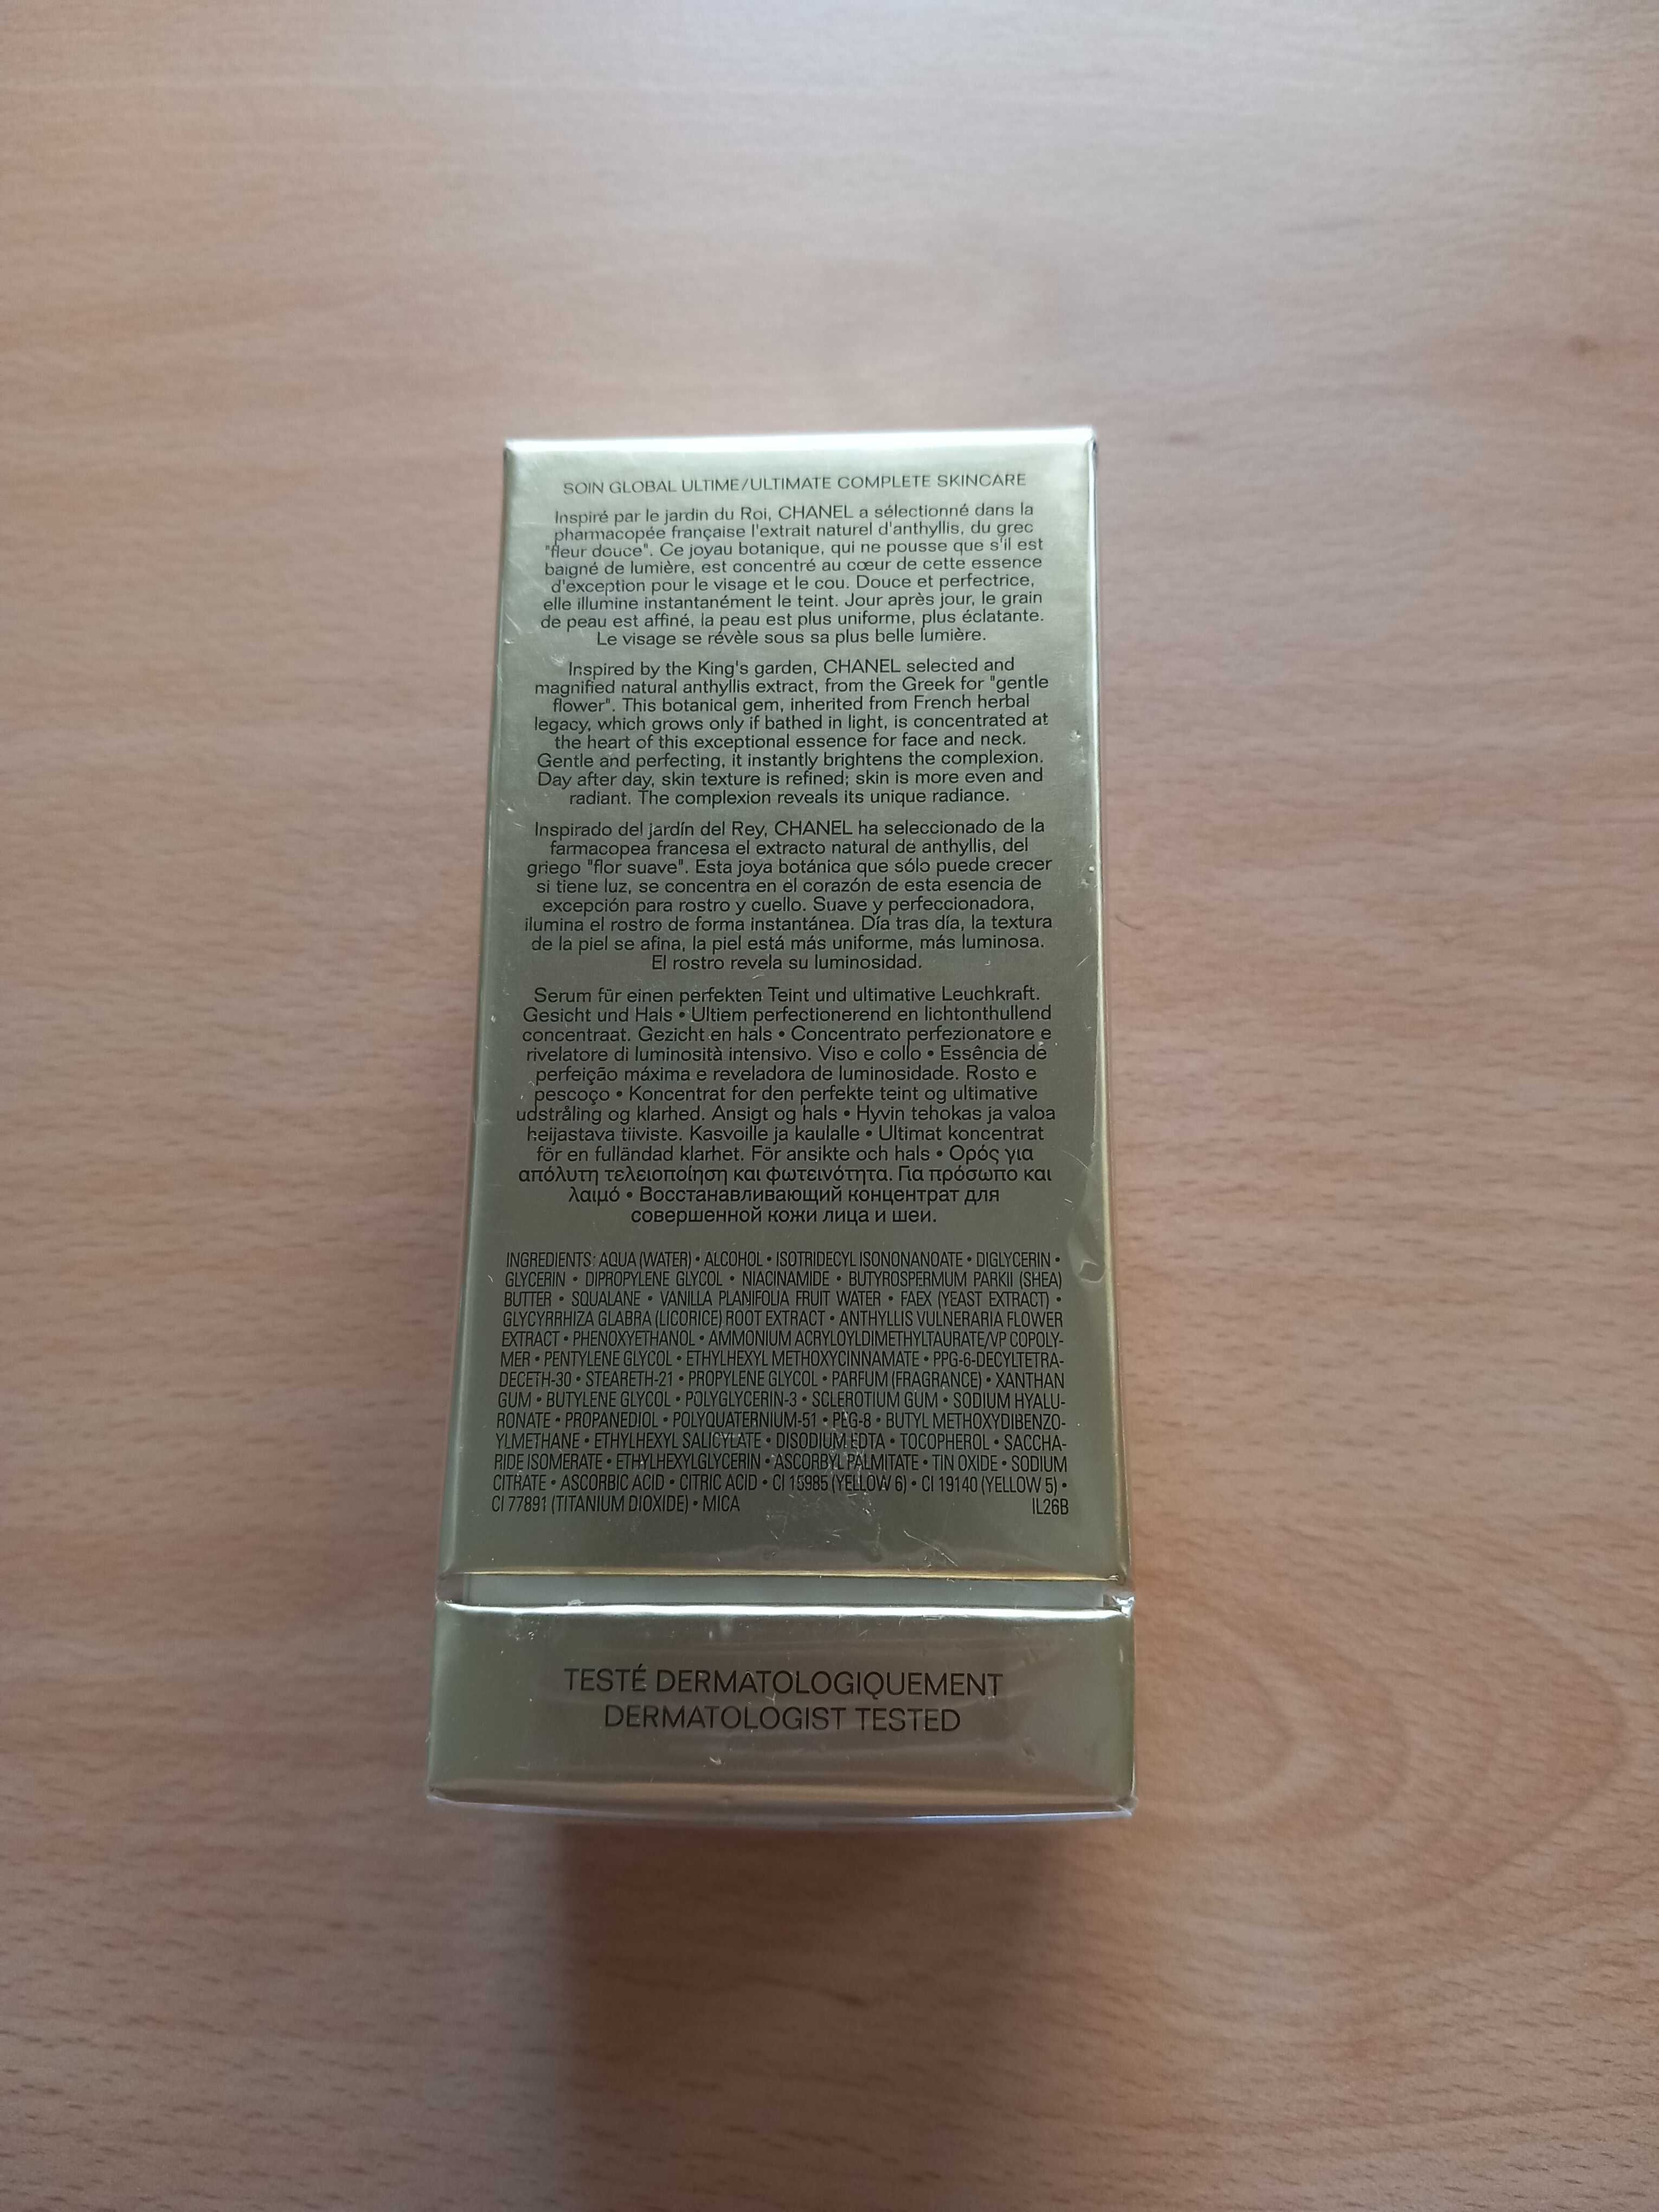 SOIN GLOBAL ULTIME/ULTIMATE COMPLETE SKINCARE
Inspiré par le jardin du Roi, CHANEL a sélectionné dans la
pharmacopée française l'extrait naturel d'anthyllis, du grec
"fleur douce". Ce joyau botanique, qui ne pousse que s'il est
baigné de lumière, est concentré au cœur de cette essence
d'exception pour le visage et le cou. Douce et perfectrice,
elle illumine instantanément le teint. Jour après jour, le grain
de peau est affiné, la peau est plus uniforme, plus éclatante.
Le visage se révèle sous sa plus belle lumière.
Inspired by the King's garden, CHANEL selected and
magnified natural anthyllis extract, from the Greek for "gentle
flower". This botanical gem, inherited from French herbal
legacy, which grows only if bathed in light, is concentrated at
the heart of this exceptional essence for face and neck.
Gentle and perfecting, it instantly brightens the complexion.
Day after day, skin texture is refined; skin is more even and
radiant. The complexion reveals its unique radiance.
Inspirado del jardín del Rey, CHANEL ha seleccionado de la
farmacopea francesa el extracto natural de anthyllis, del
griego "flor suave". Esta joya botánica que sólo puede crecer
si tiene luz, se concentra en el corazón de esta esencia de
excepción para rostro y cuello. Suave y perfeccionadora,
ilumina el rostro de forma instantánea. Día tras día, la textura
de la piel se afina, la piel está más uniforme, más luminosa.
El rostro revela su luminosidad.
Serum für einen perfekten Teint und ultimative Leuchkraft.
Gesicht und Hals • Ultiem perfectionerend en lichtonthullend
concentraat. Gezicht en hals • Concentrato perfezionatore e
rivelatore di luminosità intensivo. Viso e collo • Essência de
perfeição máxima e reveladora de luminosidade. Rosto e
pescoço • Koncentrat for den perfekte teint og ultimative
udstråling og klarhed. Ansigt og hals • Hyvin tehokas ja valoa
heijastava tiiviste. Kasvoille ja kaulalle • Ultimat koncentrat
för en fulländad klarhet. För ansikte och hals • Ορός για
απόλυτη τελειοποίηση και φωτεινότητα. Για πρόσωπο και
λαιμό • Восстанавливающий концентрат для
совершенной кожи лица и шеи.
INGREDIENTS: AQUA (WATER) • ALCOHOL • ISOTRIDECYL ISONONANOATE • DIGLYCERIN •
GLYCERIN • DIPROPYLENE GLYCOL • NIACINAMIDE • BUTYROSPERMUM PARKII (SHEA)
BUTTER • SQUALANE • VANILLA PLANIFOLIA FRUIT WATER • FAEX (YEAST EXTRACT) •
GLYCYRRHIZA GLABRA (LICORICE) ROOT EXTRACT • ANTHYLLIS VULNERARIA FLOWER
EXTRACT • PHENOXYETHANOL • AMMONIUM ACRYLOYLDIMETHYLTAURATE/VP COPOLY-
MER • PENTYLENE GLYCOL • ETHYLHEXYL METHOXYCINNAMATE • PPG-6-DECYLTETRA-
DECETH-30 • STEARETH-21 • PROPYLENE GLYCOL • PARFUM (FRAGRANCE) • XANTHAN
GUM • BUTYLENE GLYCOL • POLYGLYCERIN-3 • SCLEROTIUM GUM • SODIUM HYALU-
RONATE • PROPANEDIOL • POLYQUATERNIUM-51 • PEG-8 • BUTYL METHOXYDIBENZO-
YLMETHANE • ETHYLHEXYL SALICYLATE • DISODIUM EDTA • TOCOPHEROL • SACCHA-
RIDE ISOMERATE • ETHYLHEXYLGLYCERIN • ASCORBYL PALMITATE • TIN OXIDE • SODIUM
CITRATE • ASCORBIC ACID • CITRIC ACID • CI 15985 (YELLOW 6) • CI 19140 (YELLOW 5) •
CI 77891 (TITANIUM DIOXIDE) • MICA IL26B
TESTÉ DERMATOLOGIQUEMENT
DERMATOLOGIST TESTED